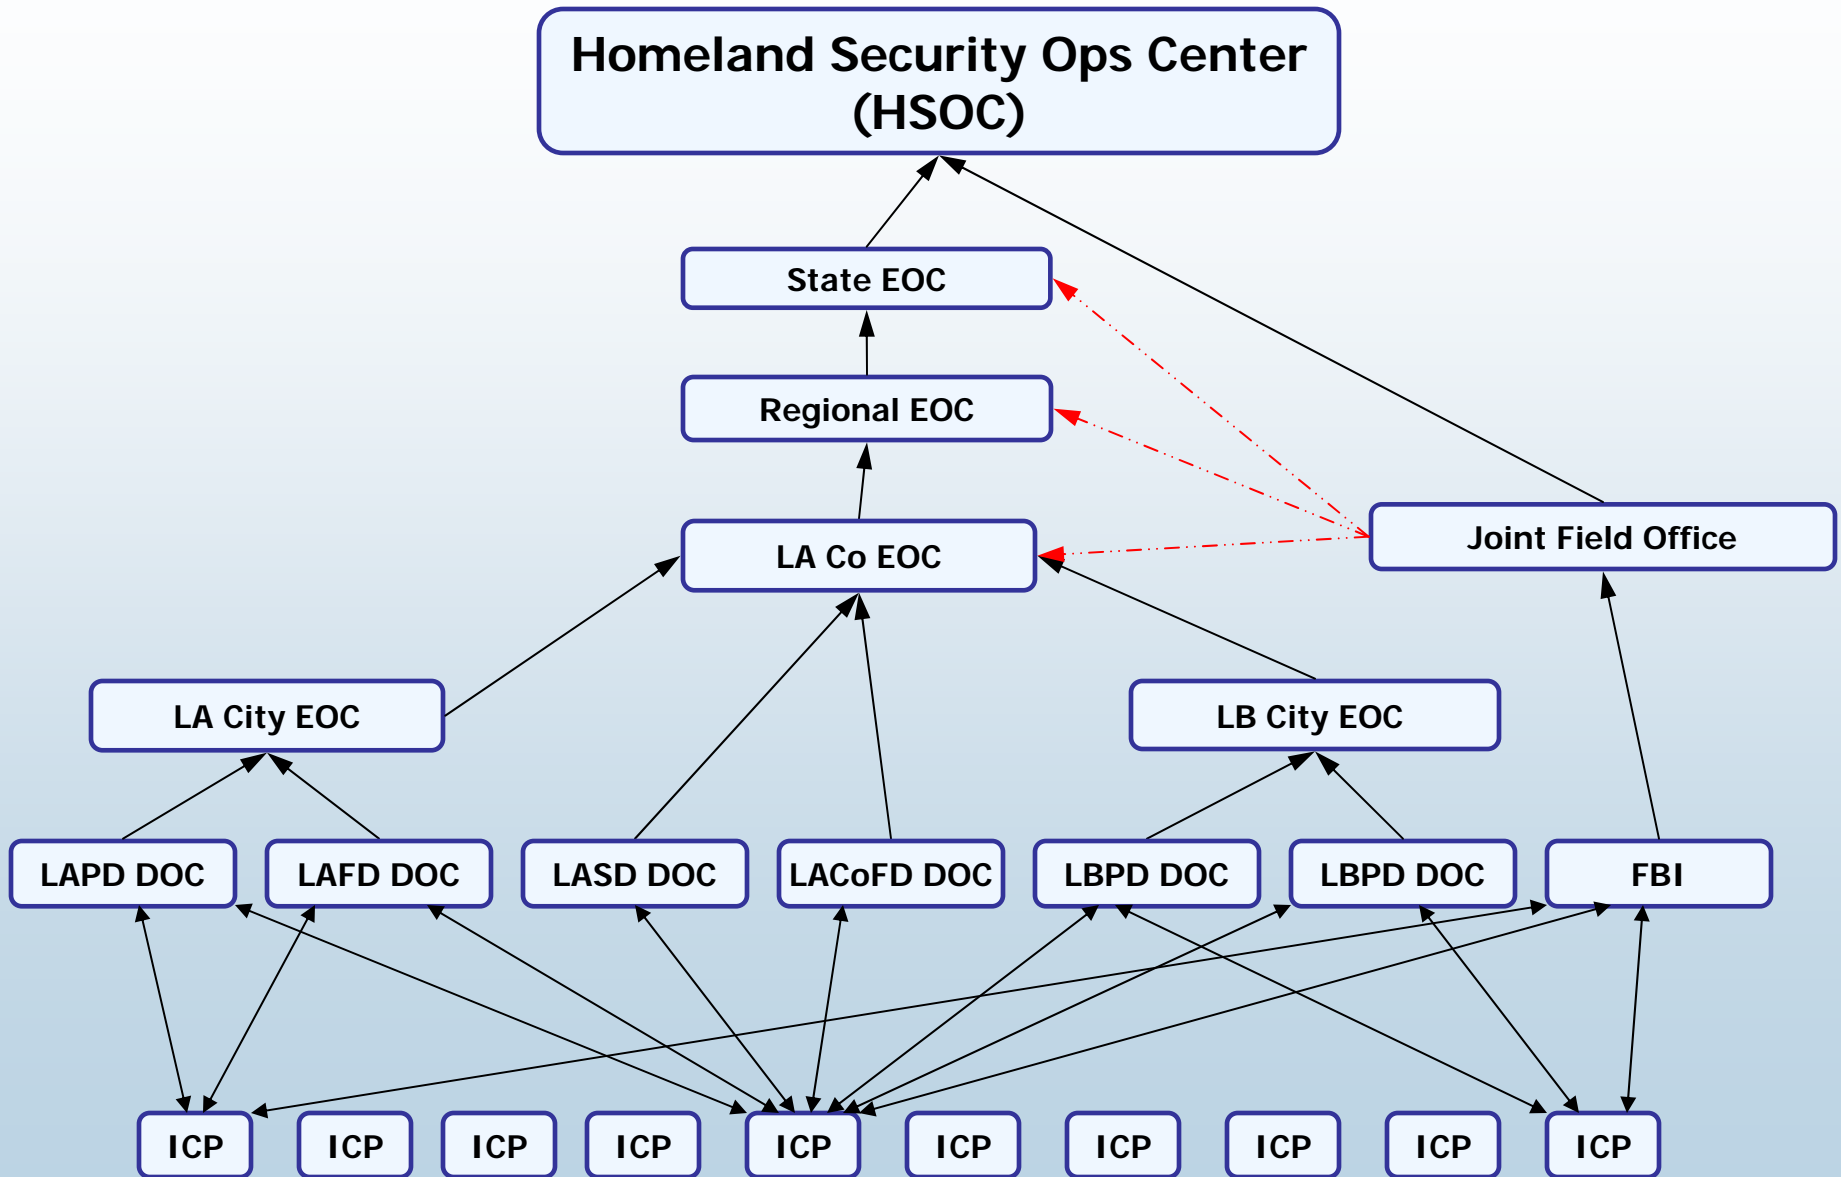 Homeland Security Ops Center
(HSOC)
State EOC
Regional EOC
Joint Field Office
LA Co EOC
LA City EOC
LB City EOC
LAPD DOC
LAFD DOC
LASD DOC
LACoFD DOC
LBPD DOC
LBPD DOC
FBI
ICP
ICP
ICP
ICP
ICP
ICP
ICP
ICP
ICP
ICP